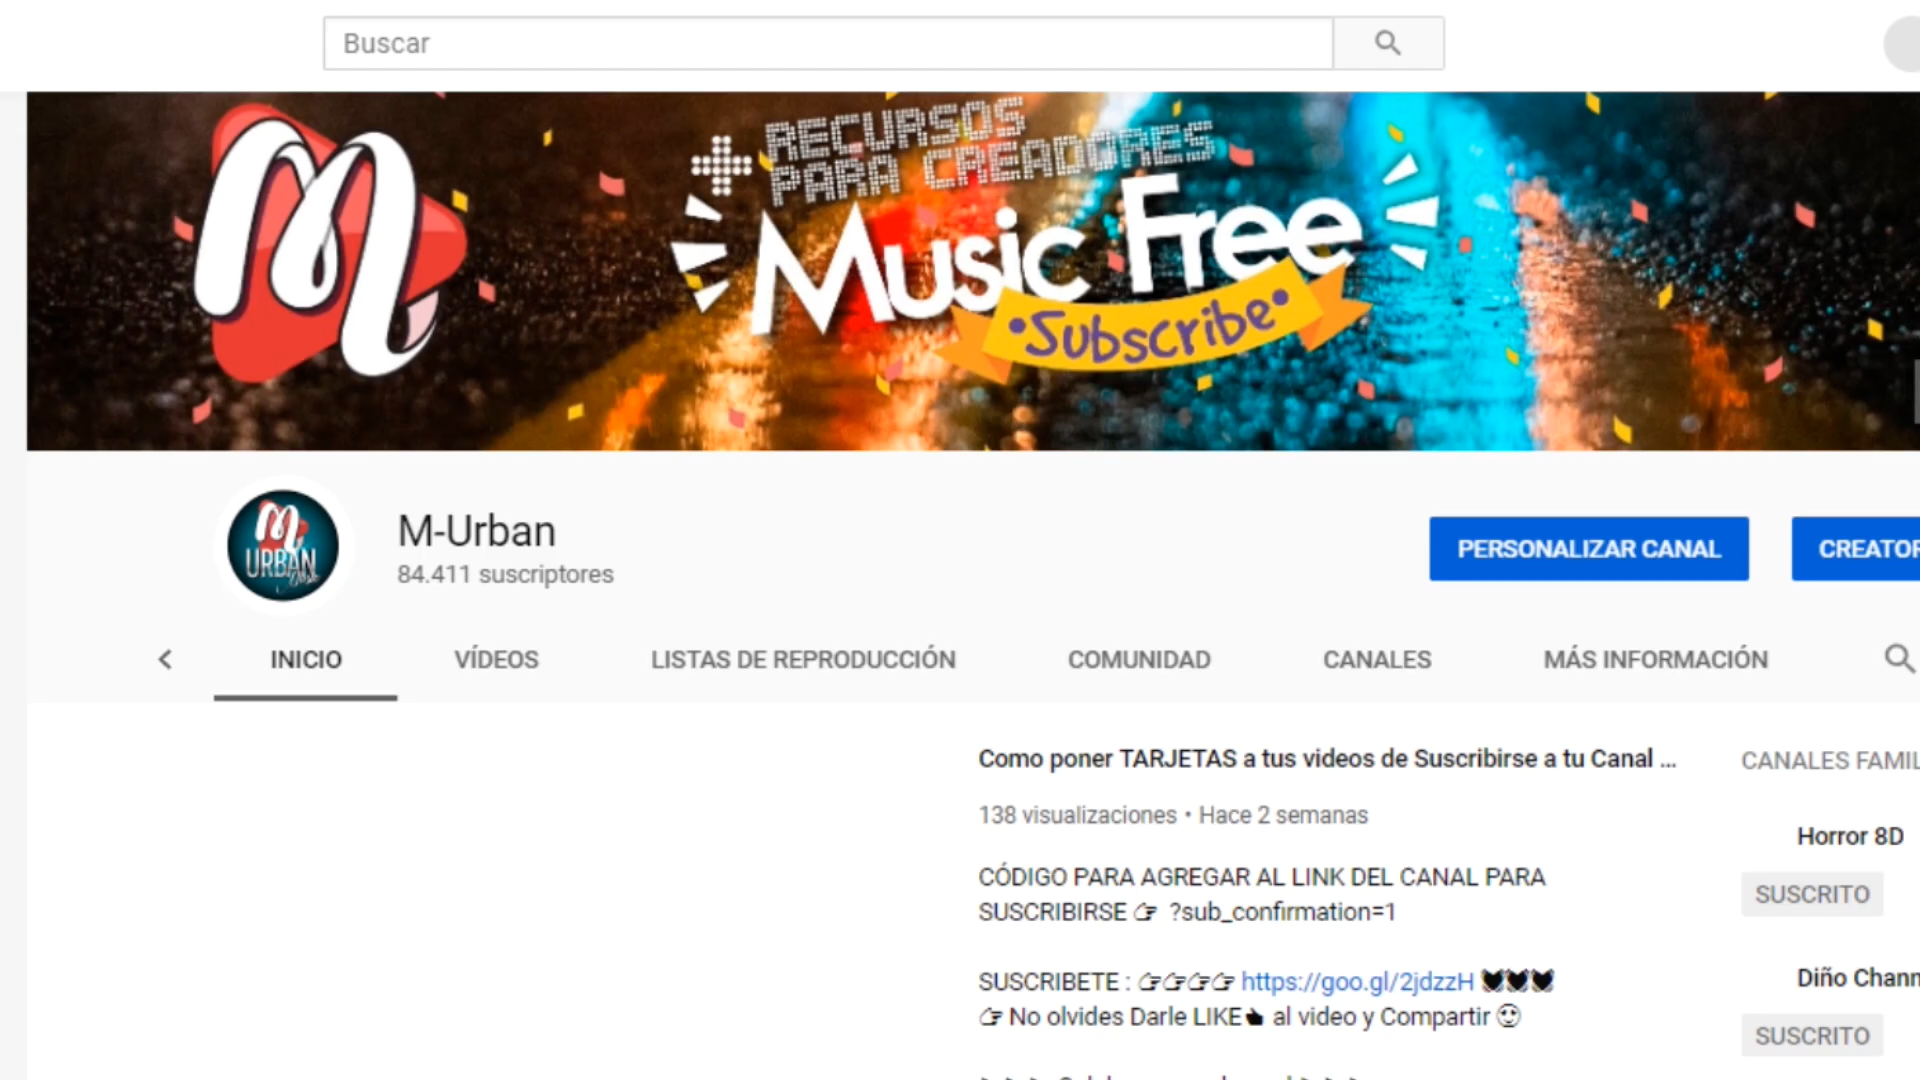 Buscar
RECURSOS
PARA CREADORES
Music Free
Subscribe
M
URBAN
M-Urban
84.411 suscriptores
PERSONALIZAR CANAL
INICIO
VÍDEOS
LISTAS DE REPRODUCCIÓN
COMUNIDAD
CANALES
MÁS INFORMACIÓN
Como poner TARJETAS a tus videos de Suscribirse a tu Canal ...
138 visualizaciones • Hace 2 semanas
CÓDIGO PARA AGREGAR AL LINK DEL CANAL PARA
SUSCRIBIRSE 👉 ?sub_confirmation=1
SUSCRIBETE : 👉👉👉👉 https://goo.gl/2jdzzH 🖤🖤🖤
👉 No olvides Darle LIKE👍 al video y Compartir 🙂
CANALES
Horror 8D
SUSCRITO
Diño
SUSCRITO